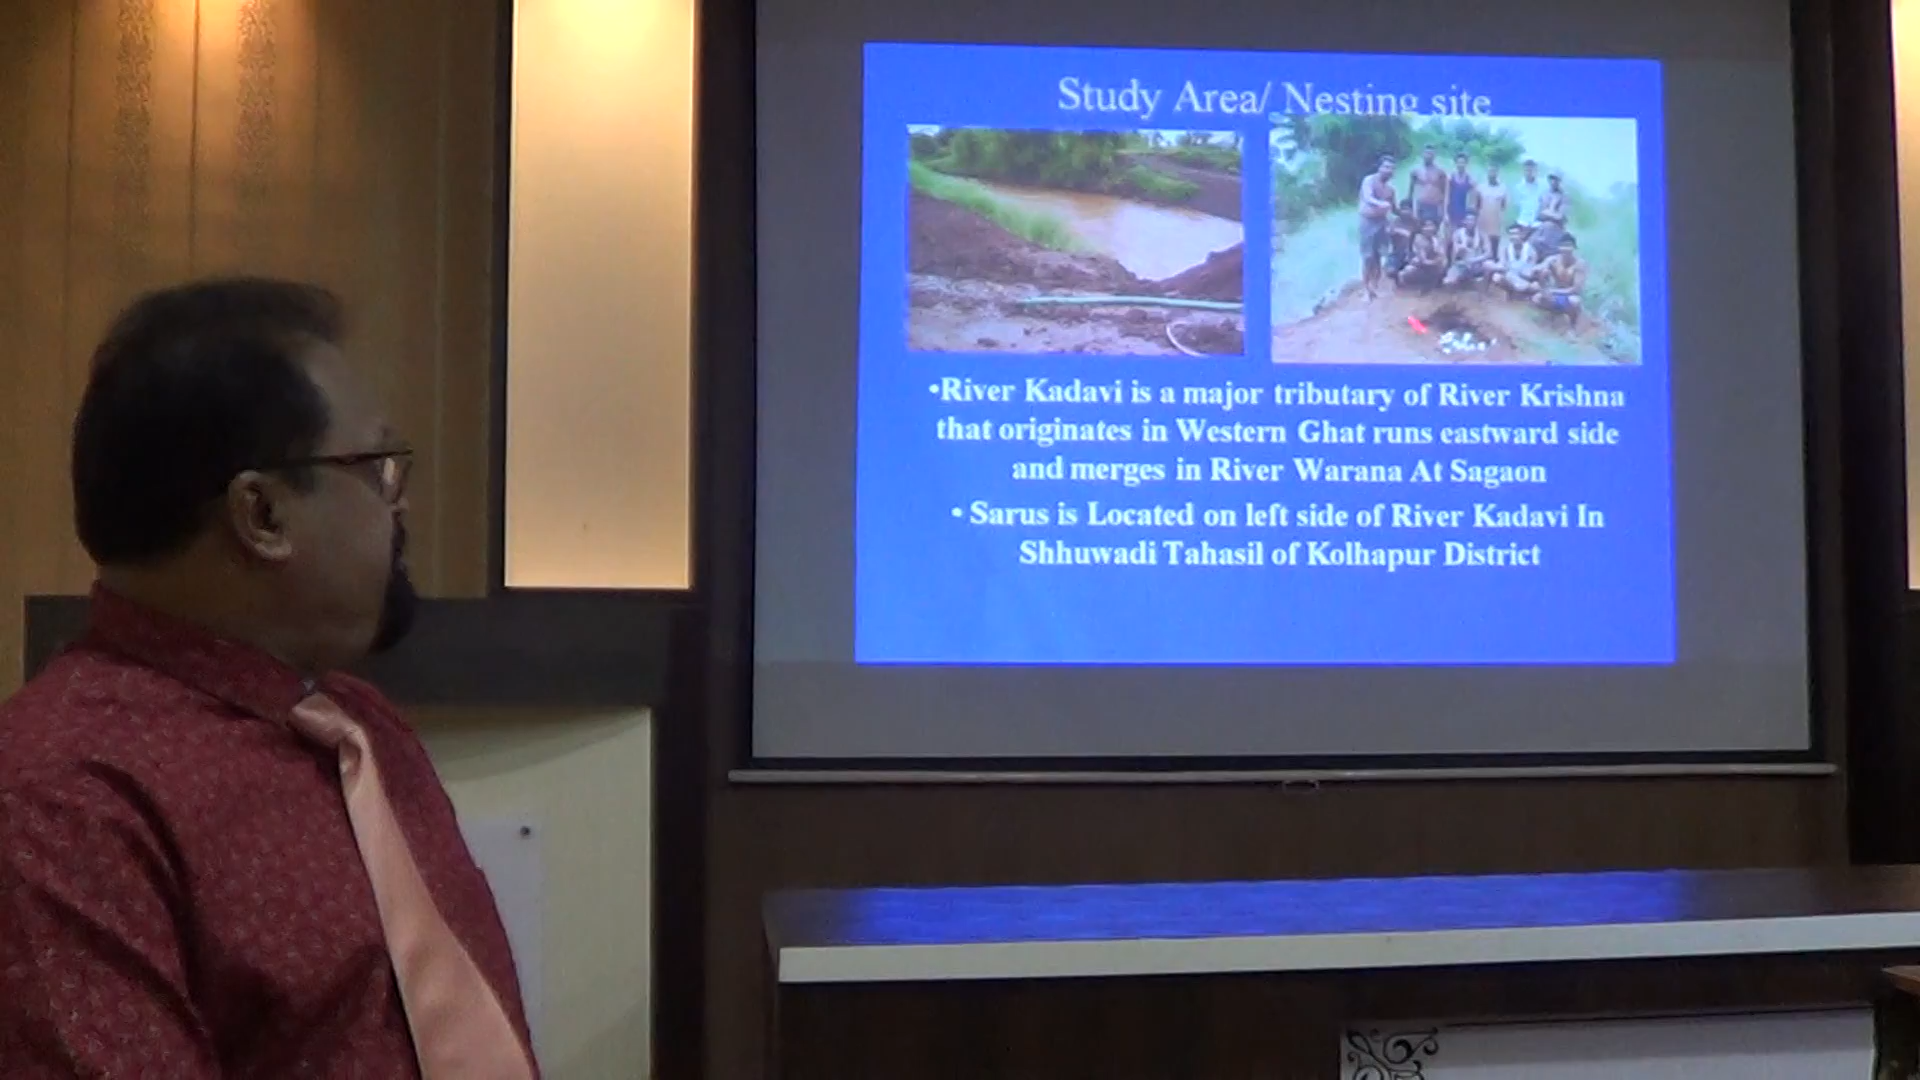 Study Area/ Nesting site
•River Kadavi is a major tributary of River Krishna
that originates in Western Ghat runs eastward side
and merges in River Warana At Sagaon
• Sarus is Located on left side of River Kadavi In
Shhuwadi Tahasil of Kolhapur District